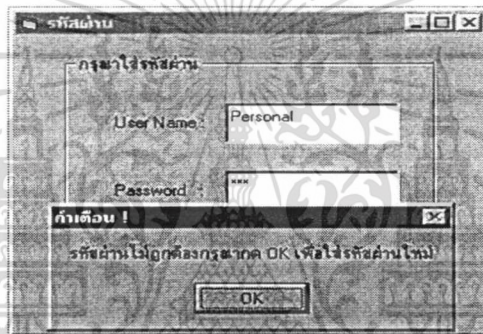 รหัสผ่าน
กรุณาใส่รหัสผ่าน
User Name : Personal
Password : ***
คำเตือน !
รหัสผ่านไม่ถูกต้องกรุณากด OK เพื่อใส่รหัสผ่านใหม่
OK